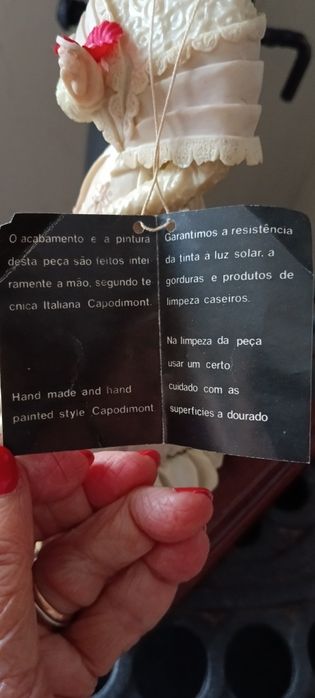 O acabamento e a pintura
desta peça são feitos intei-
ramente a mão, segundo te
cnica Italiana Capodimont.
Hand made and hand
painted style Capodimont
Garantimos a resistência
da tinta à luz solar, a
gorduras e produtos de
limpeza caseiros.
Na limpeza da peça
usar um certo
cuidado com as
superfícies a dourado